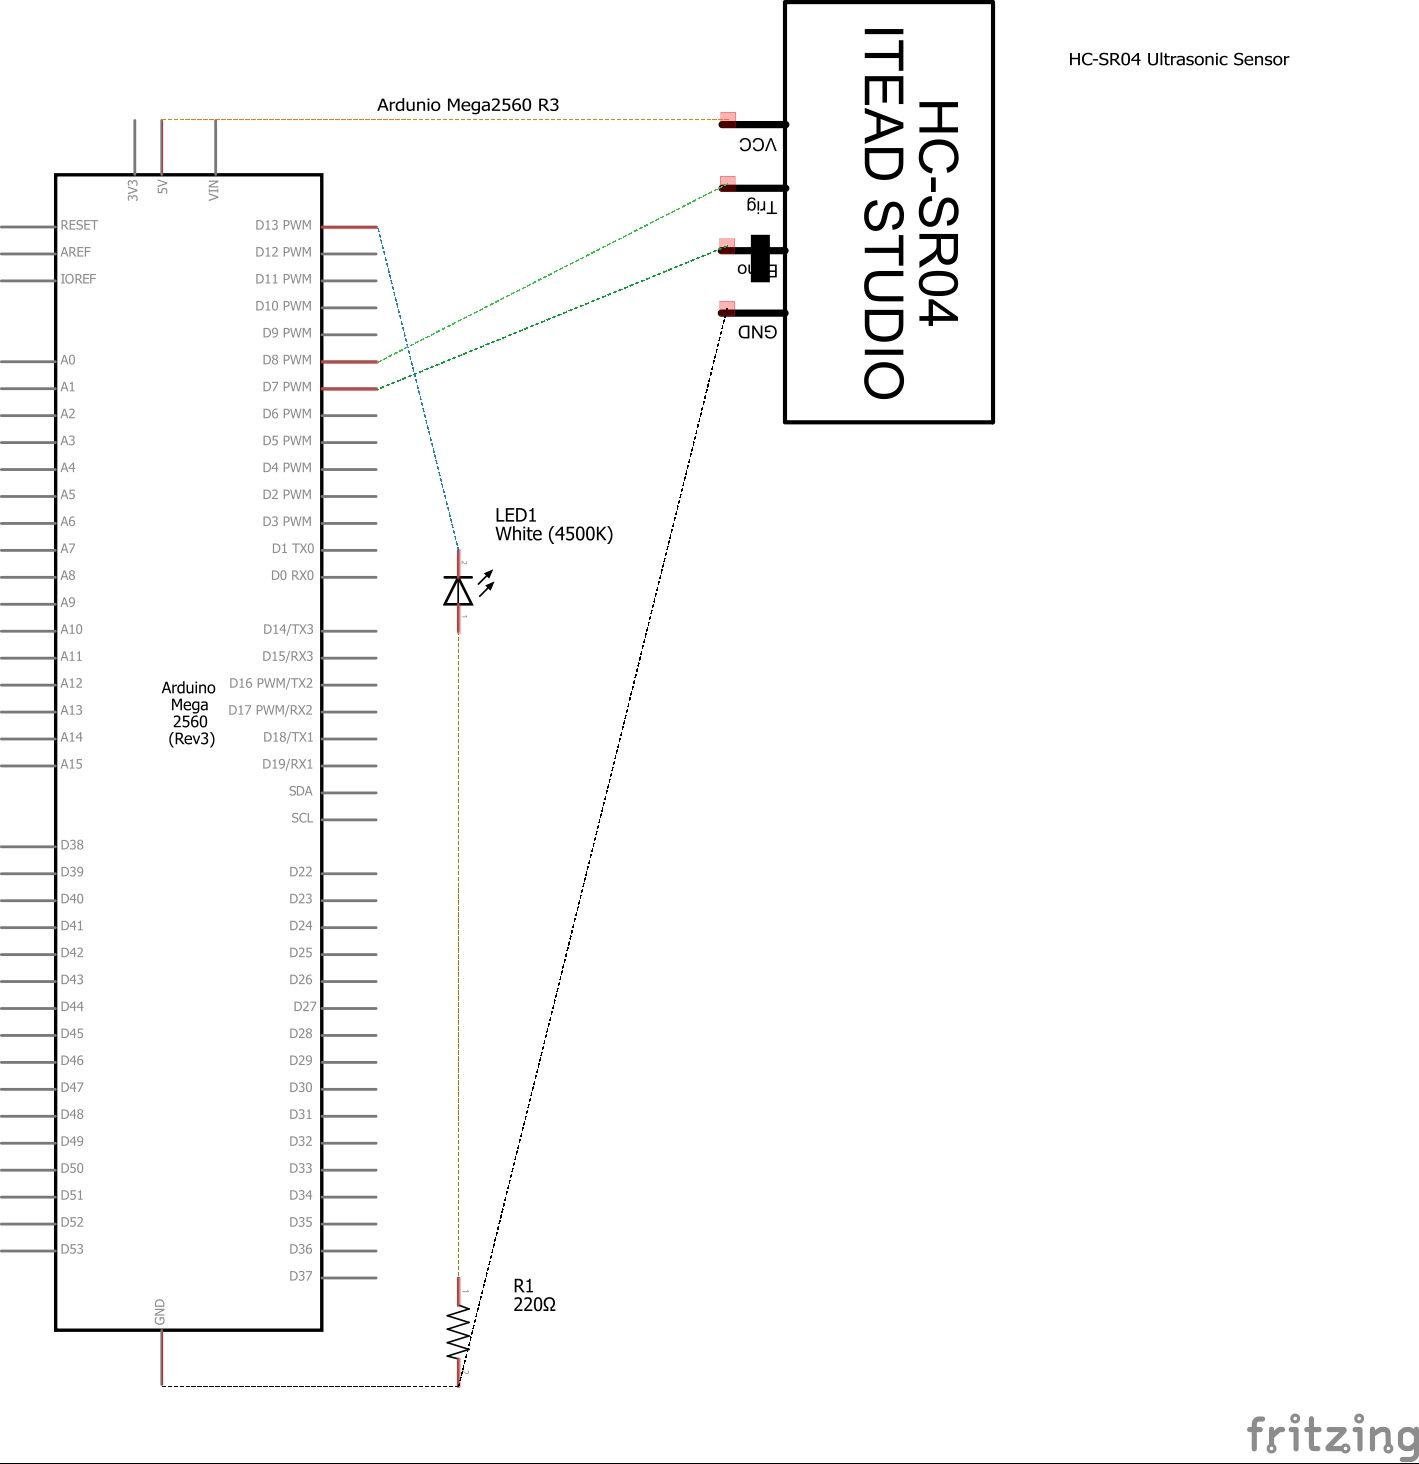 HC-SR04
ITEAD STUDIO
HC-SR04 Ultrasonic Sensor
Ardunio Mega2560 R3
VCC
Trig
GND
3V3
5V
VIN
RESET
AREF
IOREF
A0
A1
A2
A3
A4
A5
A6
A7
A8
A9
A10
A11
A12
A13
A14
A15
D38
D39
D40
D41
D42
D43
D44
D45
D46
D47
D48
D49
D50
D51
D52
D53
D13 PWM
D12 PWM
D11 PWM
D10 PWM
D9 PWM
D8 PWM
D7 PWM
D6 PWM
D5 PWM
D4 PWM
D2 PWM
D3 PWM
D1 TX0
D0 RX0
D14/TX3
D15/RX3
D16 PWM/TX2
D17 PWM/RX2
D18/TX1
D19/RX1
SDA
SCL
D22
D23
D24
D25
D26
D27
D28
D29
D30
D31
D32
D33
D34
D35
D36
D37
Arduino
Mega
2560
(Rev3)
GND
LED1
White (4500K)
2
1
R1
220Ω
1
2
fritzing